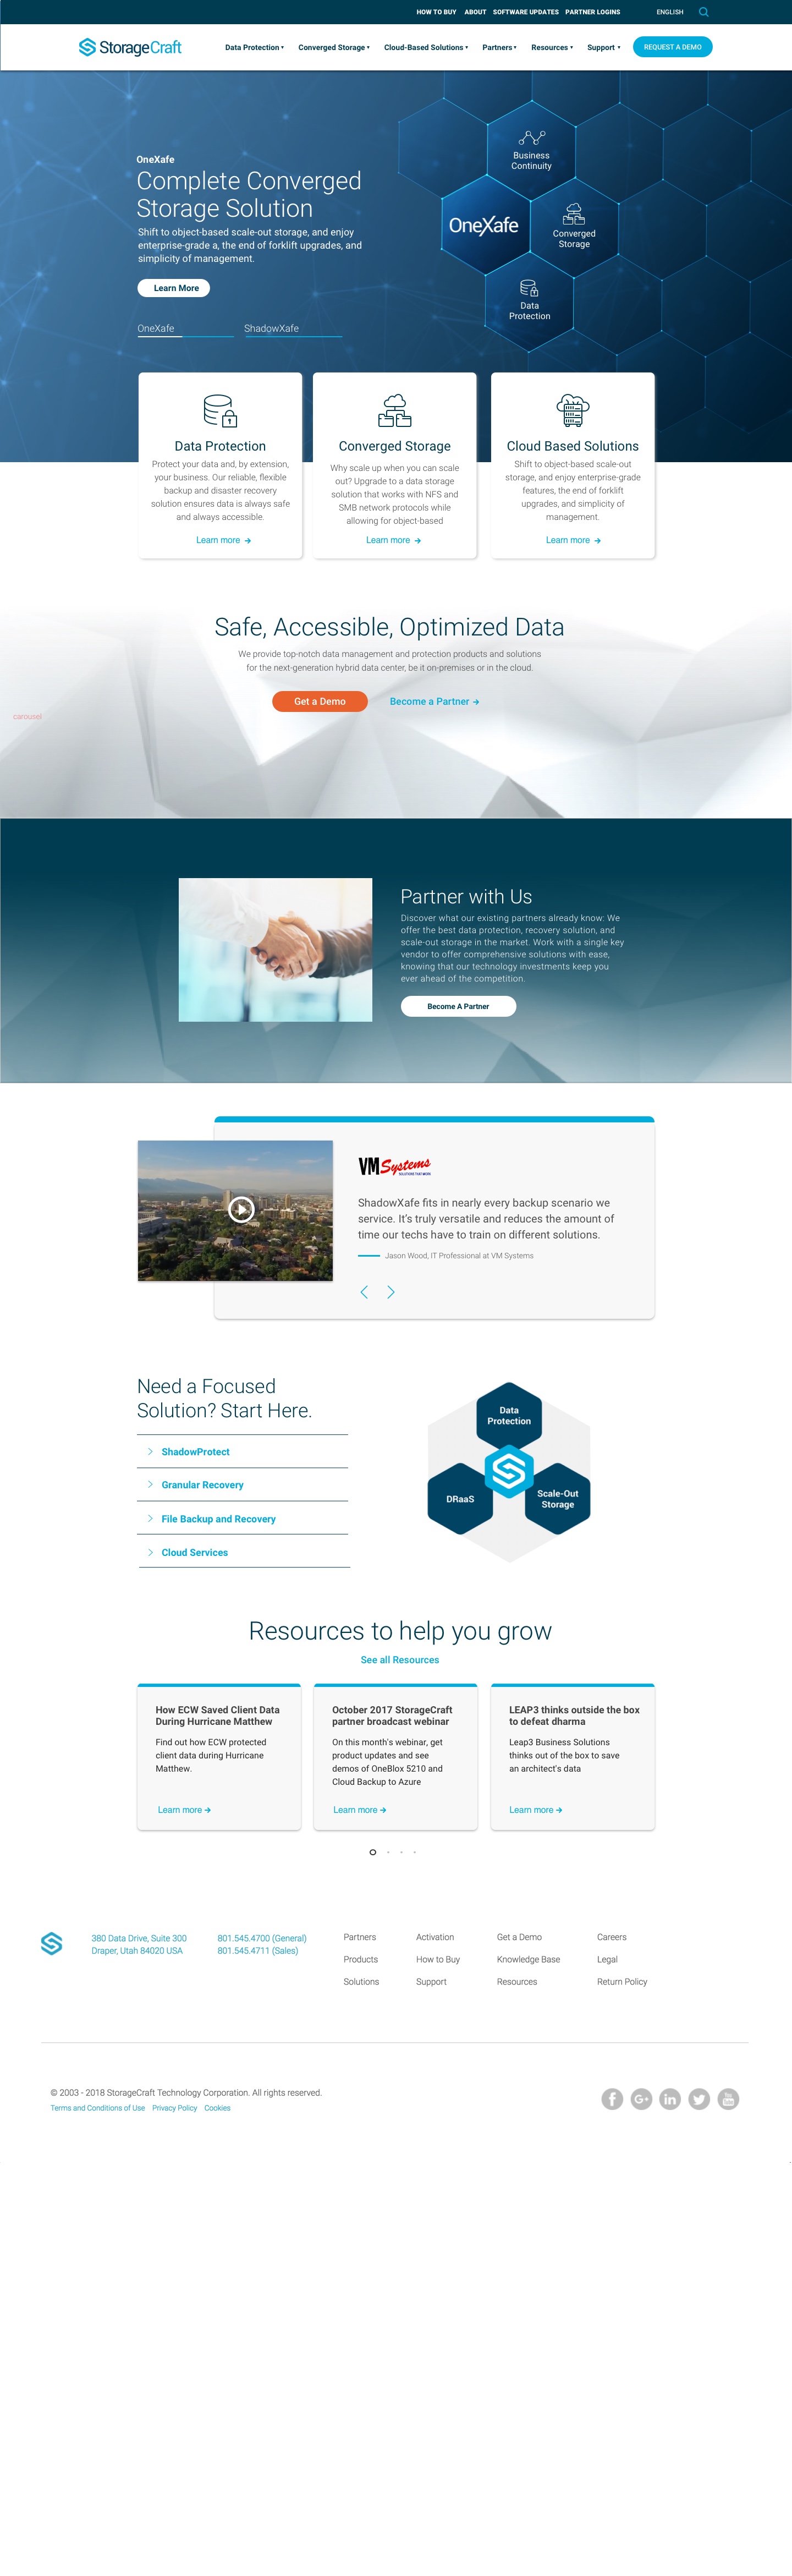 HOW TO BUY ABOUT SOFTWARE UPDATES PARTNER LOGINS ENGLISH
StorageCraft
Data Protection Converged Storage Cloud-Based Solutions Partners Resources Support REQUEST A DEMO
OneXafe
Complete Converged
Storage Solution
Shift to object-based scale-out storage, and enjoy
enterprise-grade a, the end of forklift upgrades, and
simplicity of management.
Learn More
OneXafe ShadowXafe
Business
Continuity
OneXafe
Converged
Storage
Data
Protection
Data Protection
Protect your data and, by extension,
your business. Our reliable, flexible
backup and disaster recovery
solution ensures data is always safe
and always accessible.
Learn more
Converged Storage
Why scale up when you can scale
out? Upgrade to a data storage
solution that works with NFS and
SMB network protocols while
allowing for object-based
Learn more
Cloud Based Solutions
Shift to object-based scale-out
storage, and enjoy enterprise-grade
features, the end of forklift
upgrades, and simplicity of
management.
Learn more
Safe, Accessible, Optimized Data
We provide top-notch data management and protection products and solutions
for the next-generation hybrid data center, be it on-premises or in the cloud.
Get a Demo Become a Partner
carousel
Partner with Us
Discover what our existing partners already know: We
offer the best data protection, recovery solution, and
scale-out storage in the market. Work with a single key
vendor to offer comprehensive solutions with ease,
knowing that our technology investments keep you
ever ahead of the competition.
Become A Partner
VM Systems
SOLUTIONS THAT WORK
ShadowXafe fits in nearly every backup scenario we
service. It's truly versatile and reduces the amount of
time our techs have to train on different solutions.
Jason Wood, IT Professional at VM Systems
Need a Focused
Solution? Start Here.
ShadowProtect
Granular Recovery
File Backup and Recovery
Cloud Services
Data
Protection
DRaaS
Scale-Out
Storage
Resources to help you grow
See all Resources
How ECW Saved Client Data
During Hurricane Matthew
Find out how ECW protected
client data during Hurricane
Matthew.
Learn more
October 2017 StorageCraft
partner broadcast webinar
On this month's webinar, get
product updates and see
demos of OneBlox 5210 and
Cloud Backup to Azure
Learn more
LEAP3 thinks outside the box
to defeat dharma
Leap3 Business Solutions
thinks out of the box to save
an architect's data
Learn more
380 Data Drive, Suite 300
Draper, Utah 84020 USA
801.545.4700 (General)
801.545.4711 (Sales)
Partners Activation Get a Demo Careers
Products How to Buy Knowledge Base Legal
Solutions Support Resources Return Policy
© 2003 - 2018 StorageCraft Technology Corporation. All rights reserved.
Terms and Conditions of Use Privacy Policy Cookies
f G+ in You Tube